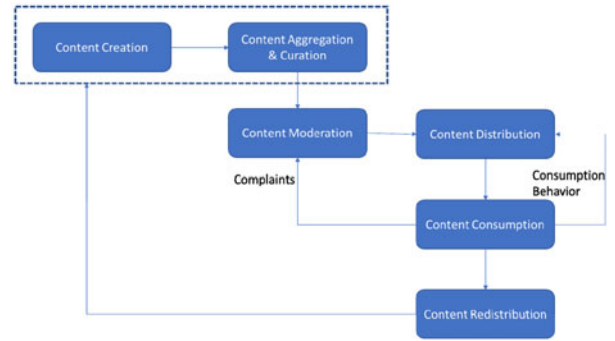 Content Creation
Content Aggregation
& Curation
Content Moderation
Content Distribution
Complaints
Consumption
Behavior
Content Consumption
Content Redistribution